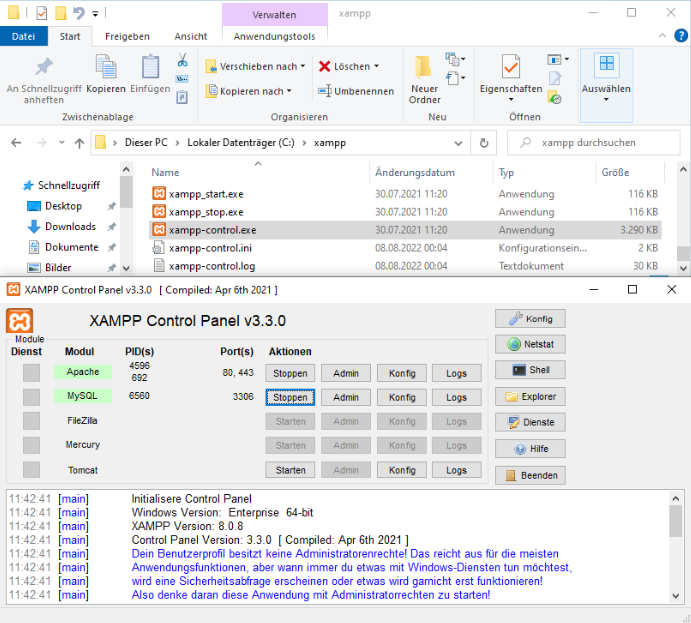 Verwalten xampp
Datei Start Freigeben Ansicht Anwendungstools
An Schnellzugriff anheften
Kopieren
Einfügen
Verschieben nach
Kopieren nach
Löschen
Umbenennen
Neuer Ordner
Eigenschaften
Auswählen
Zwischenablage Organisieren Neu Öffnen
Dieser PC > Lokaler Datenträger (C:) > xampp
xampp durchsuchen
Name Änderungsdatum Typ Größe
Schnellzugriff
Desktop
Downloads
Dokumente
Bilder
xampp_start.exe 30.07.2021 11:20 Anwendung 116 KB
xampp_stop.exe 30.07.2021 11:20 Anwendung 116 KB
xampp-control.exe 30.07.2021 11:20 Anwendung 3.290 KB
xampp-control.ini 08.08.2022 00:04 Konfigurationsein... 2 KB
xampp-control.log 08.08.2022 00:04 Textdokument 30 KB
XAMPP Control Panel v3.3.0 [ Compiled: Apr 6th 2021 ]
XAMPP Control Panel v3.3.0
Module
Dienst Modul PID(s) Port(s) Aktionen
Apache 4596 692 80, 443 Stoppen Admin Konfig Logs
MySQL 6560 3306 Stoppen Admin Konfig Logs
FileZilla Starten Admin Konfig Logs
Mercury Starten Admin Konfig Logs
Tomcat Starten Admin Konfig Logs
Konfig
Netstat
Shell
Explorer
Dienste
Hilfe
Beenden
11:42:41 [main] Initialisere Control Panel
11:42:41 [main] Windows Version: Enterprise 64-bit
11:42:41 [main] XAMPP Version: 8.0.8
11:42:41 [main] Control Panel Version: 3.3.0 [ Compiled: Apr 6th 2021 ]
11:42:41 [main] Dein Benutzerprofil besitzt keine Administratorenrechte! Das reicht aus für die meisten
11:42:41 [main] Anwendungsfunktionen, aber wann immer du etwas mit Windows-Diensten tun möchtest,
11:42:41 [main] wird eine Sicherheitsabfrage erscheinen oder etwas wird garnicht erst funktionieren!
11:42:41 [main] Also denke daran diese Anwendung mit Administratorrechten zu starten!